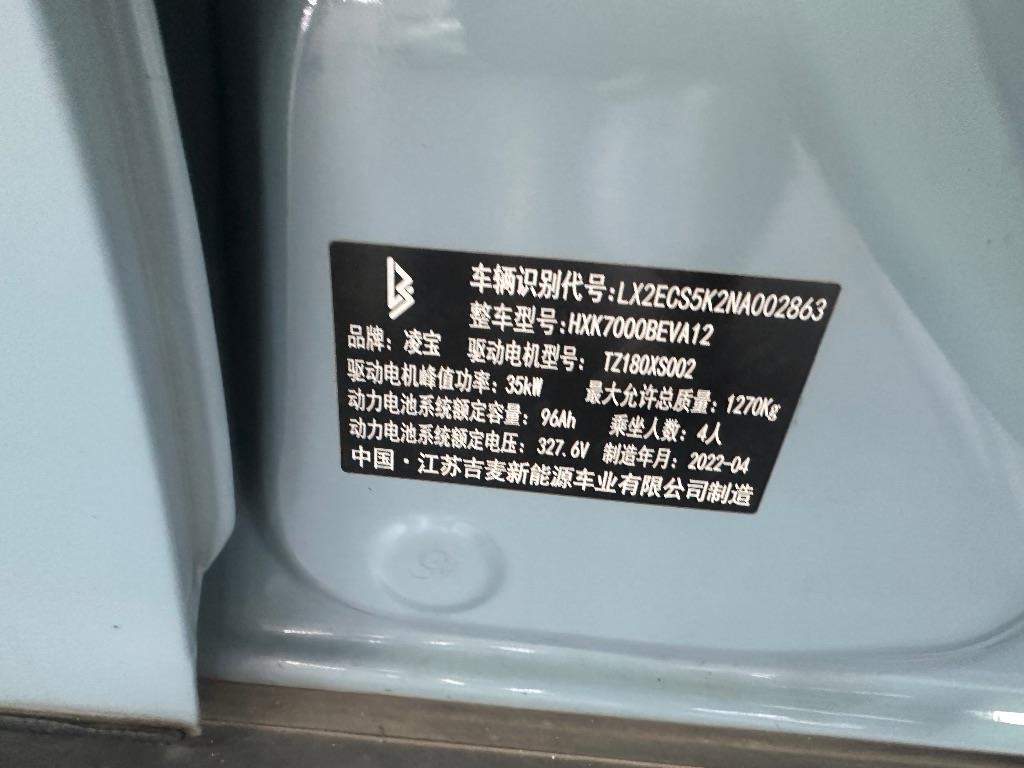 车辆识别代号:LX2ECS5K2NA002863
整车型号:HXK7000BEVA12
品牌: 凌宝 驱动电机型号: TZ180XS002
驱动电机峰值功率: 35kW 最大允许总质量: 1270Kg
动力电池系统额定容量: 96Ah 乘坐人数: 4人
动力电池系统额定电压: 327.6V 制造年月: 2022-04
中国·江苏吉麦新能源车业有限公司制造